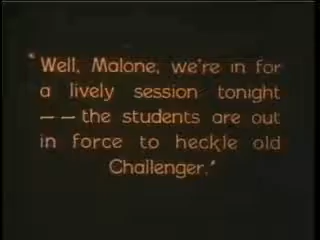 "Well, Malone, we're in for
a lively session tonight
-- the students are out
in force to heckle old
Challenger."